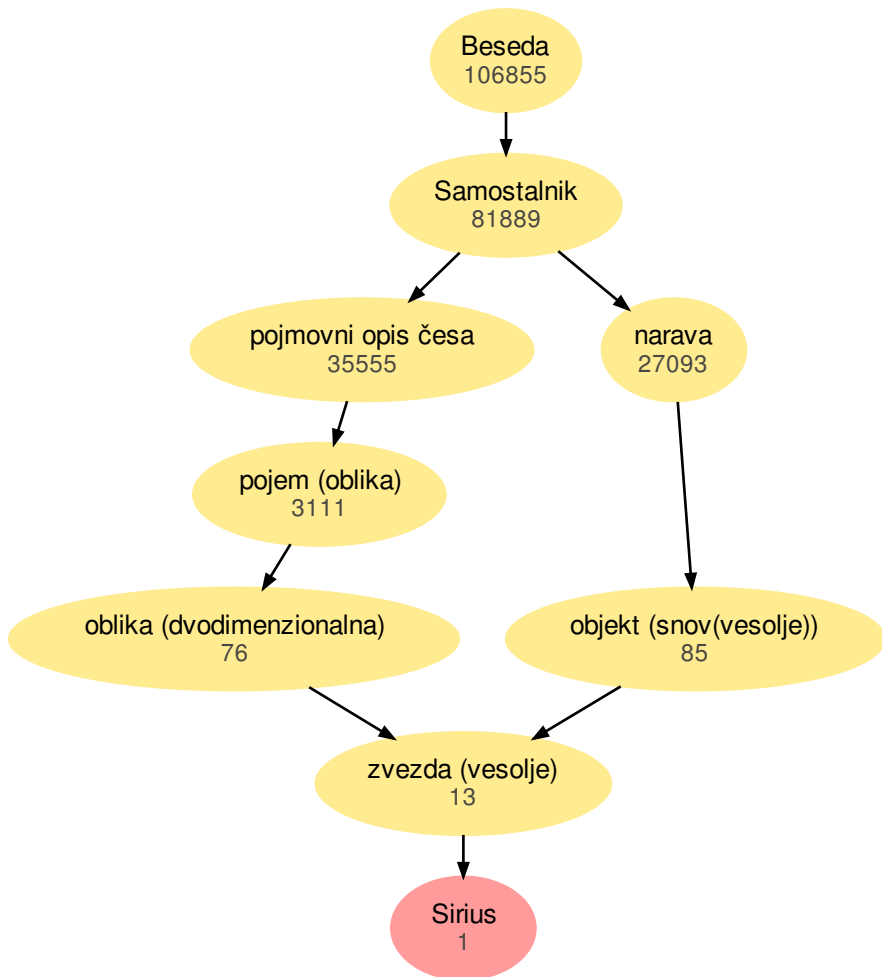 Beseda
106855
Samostalnik
81889
pojmovni opis česa
35555
narava
27093
pojem (oblika)
3111
oblika (dvodimenzionalna)
76
objekt (snov(vesolje))
85
zvezda (vesolje)
13
Sirius
1